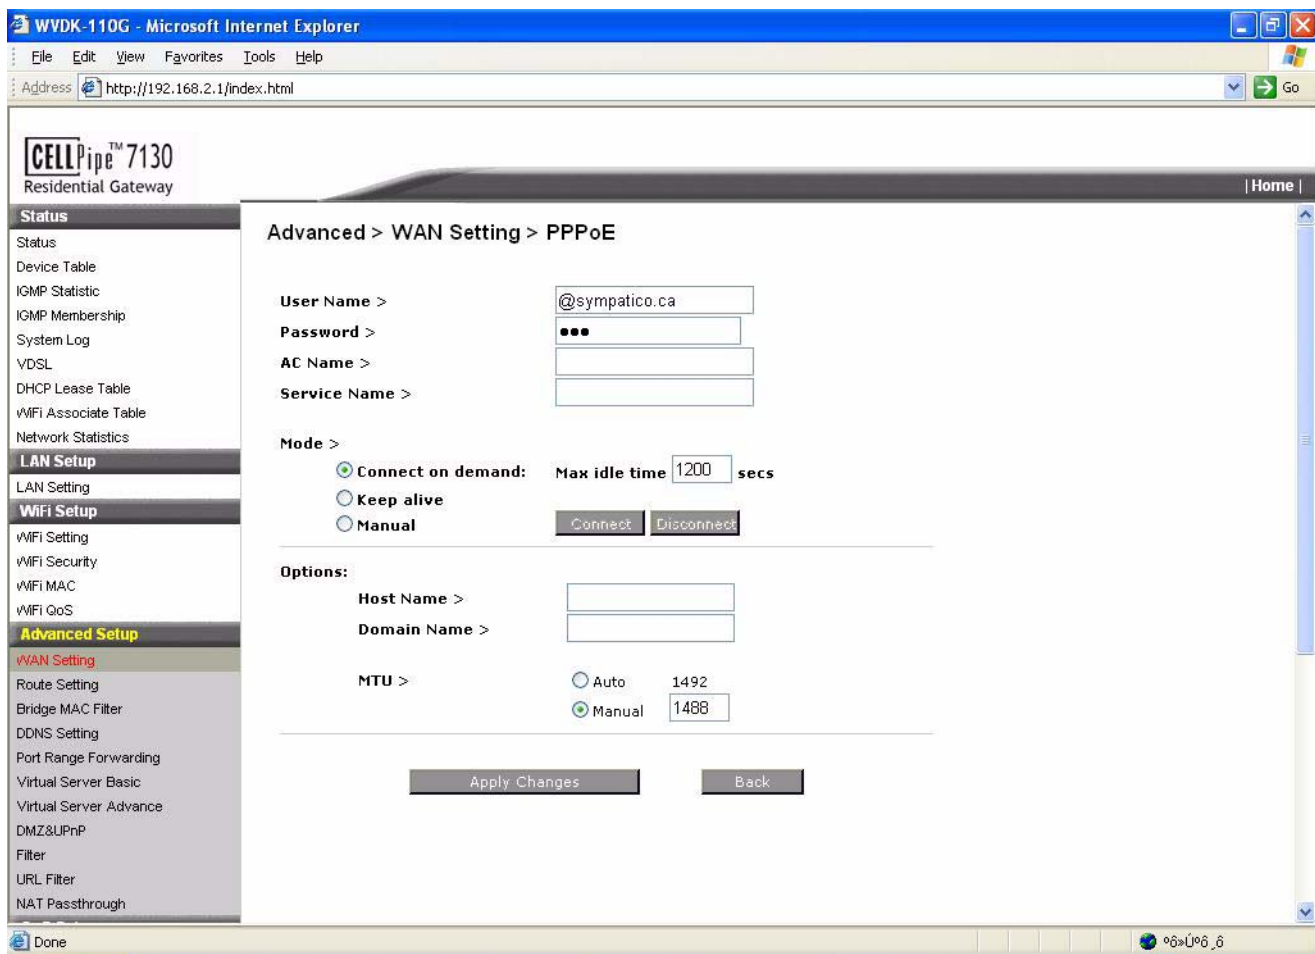 WVDK-110G - Microsoft Internet Explorer
File Edit View Favorites Tools Help
Address http://192.168.2.1/index.html Go
CELLPipe™ 7130
Residential Gateway
| Home |
Status
Status
Device Table
IGMP Statistic
IGMP Membership
System Log
VDSL
DHCP Lease Table
WiFi Associate Table
Network Statistics
LAN Setup
LAN Setting
WiFi Setup
WiFi Setting
WiFi Security
WiFi MAC
WiFi QoS
Advanced Setup
WAN Setting
Route Setting
Bridge MAC Filter
DDNS Setting
Port Range Forwarding
Virtual Server Basic
Virtual Server Advance
DMZ&UPnP
Filter
URL Filter
NAT Passthrough
Advanced > WAN Setting > PPPoE
User Name > @sympatico.ca
Password > •••
AC Name >
Service Name >
Mode >
Connect on demand: Max idle time 1200 secs
Keep alive
Manual Connect Disconnect
Options:
Host Name >
Domain Name >
MTU > Auto 1492
Manual 1488
Apply Changes Back
Done